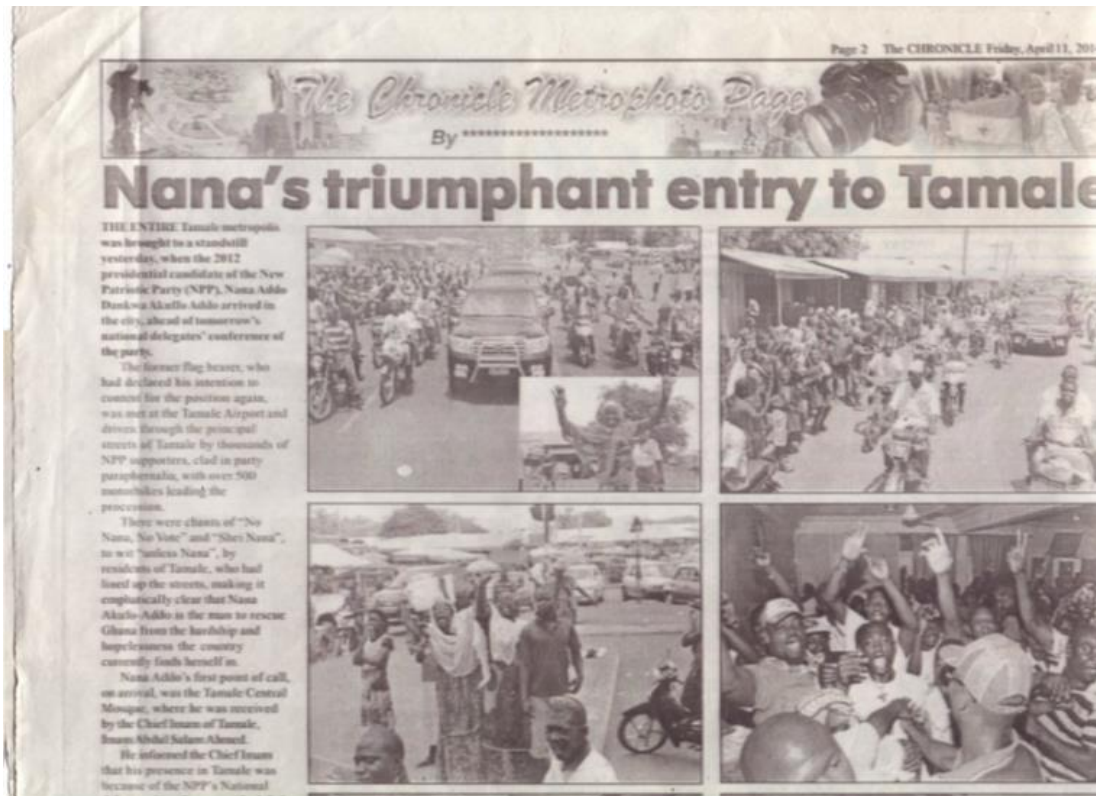 Page 2 The CHRONICLE Friday, April 11, 201
The Chronicle Metrophoto Page
By ******************
Nana's triumphant entry to Tamale
THE ENTIRE Tamale metropolis
was brought to a standstill
yesterday, when the 2012
presidential candidate of the New
Patriotic Party (NPP), Nana Addo
Dankwa Akuffo Addo arrived in
the city, ahead of tomorrow's
national delegates' conference of
the party.
The former flag bearer, who
had declared his intention to
contest for the position again,
was met at the Tamale Airport and
driven through the principal
streets of Tamale by thousands of
NPP supporters, clad in party
paraphernalia, with over 500
motorbikes leading the
procession.
There were chants of "No
Nana, No Vote" and "Nana",
to wit "unless Nana", by
residents of Tamale, who had
lined up the streets, making it
emphatically clear that Nana
Akufo-Addo is the man to rescue
Ghana from the hardship and
hopelessness the country
currently finds herself in.
Nana Addo's first point of call,
on arrival, was the Tamale Central
Mosque, where he was received
by the Chief Imam of Tamale,
Imam Abdul Salam Ahmed.
He informed the Chief Imam
that his presence in Tamale was
because of the NPP's National